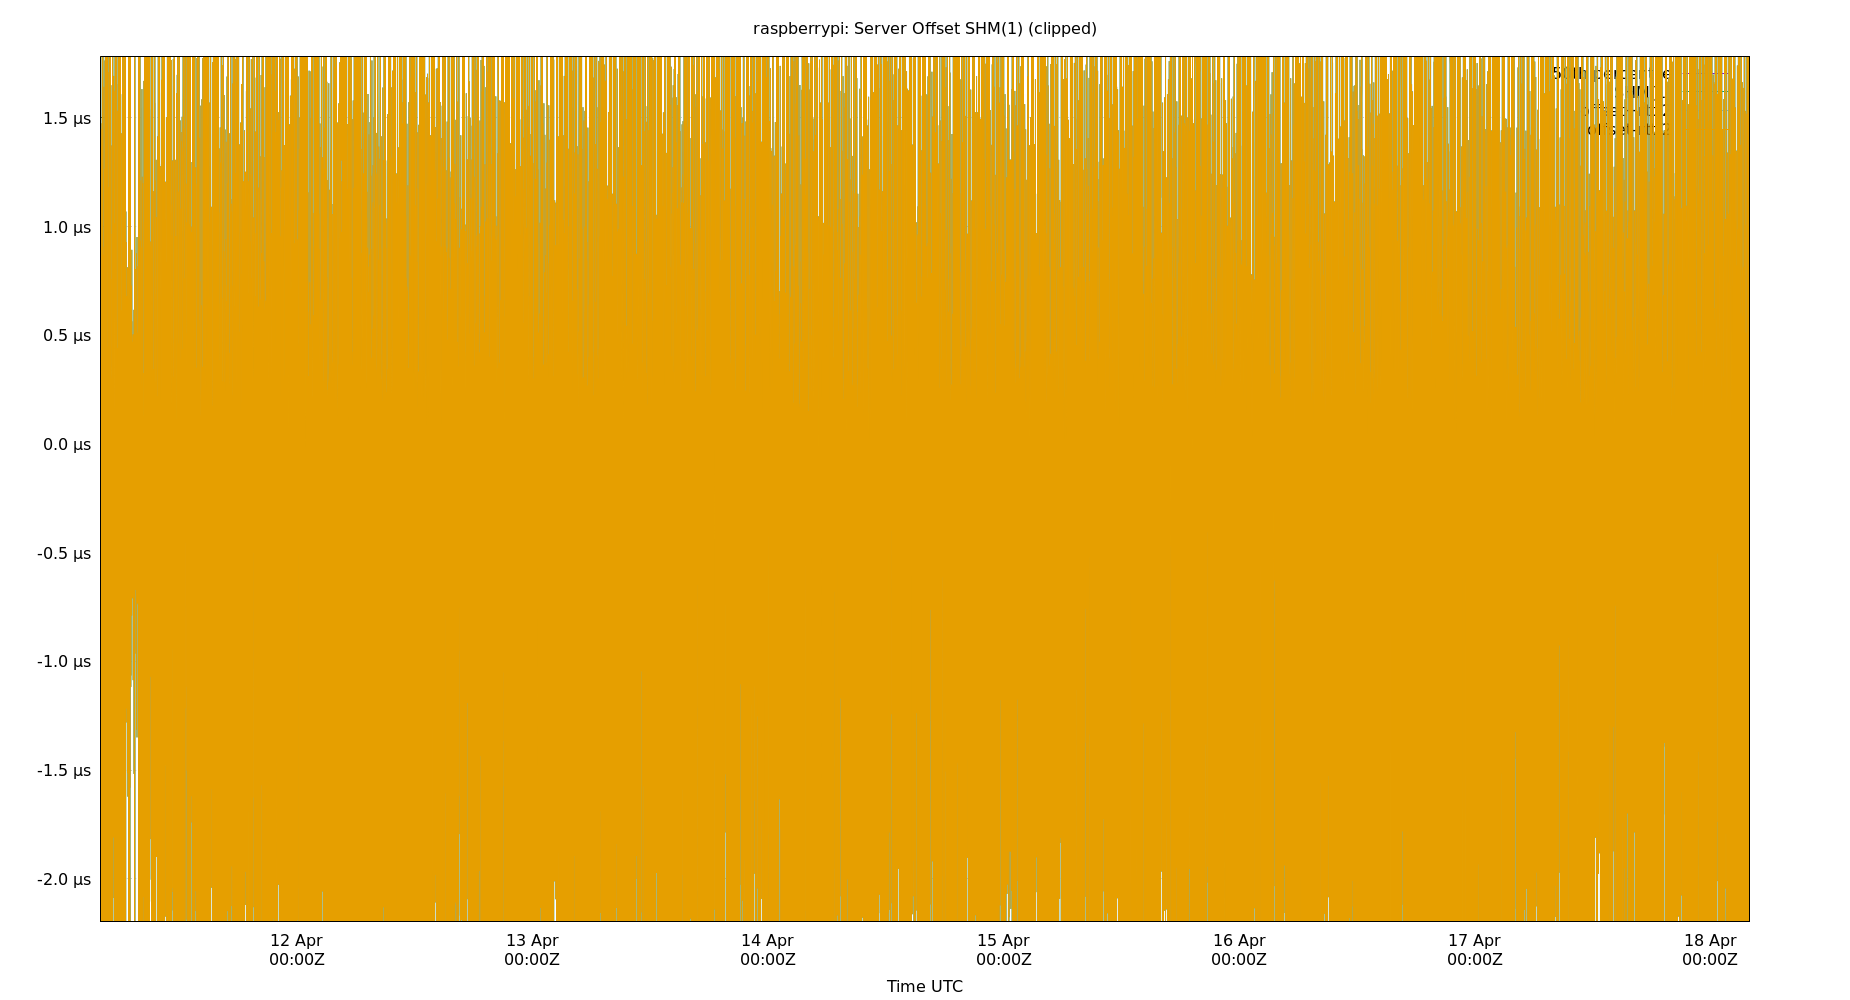 raspberrypi: Server Offset SHM(1) (clipped)
1.5 µs
1.0 µs
0.5 µs
0.0 µs
-0.5 µs
-1.0 µs
-1.5 µs
-2.0 µs
12 Apr
00:00Z
13 Apr
00:00Z
14 Apr
00:00Z
15 Apr
00:00Z
16 Apr
00:00Z
17 Apr
00:00Z
18 Apr
00:00Z
Time UTC